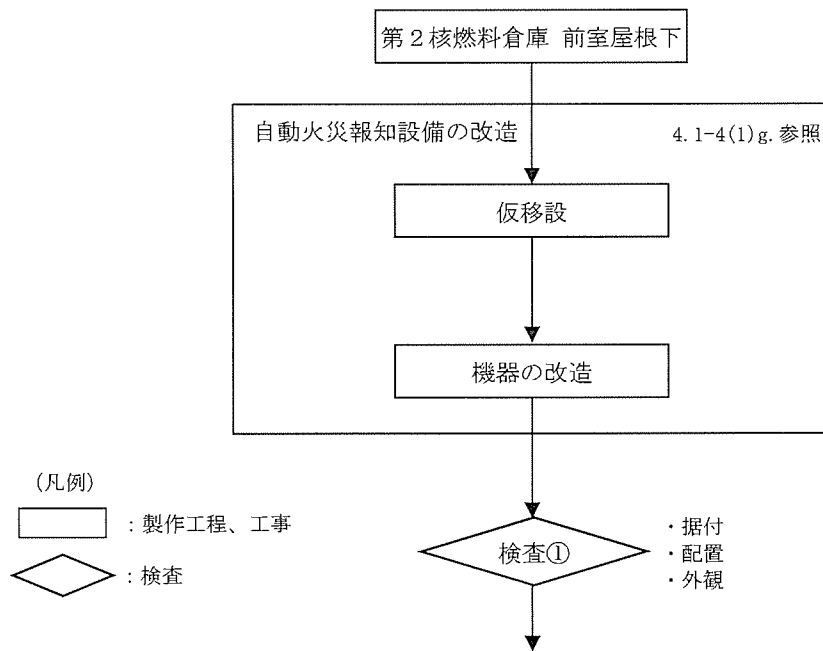 第２核燃料倉庫 前室屋根下
自動火災報知設備の改造
4.1-4(1)g.参照
仮移設
機器の改造
検査①
・据付
・配置
・外観
(凡例)
：製作工程、工事
：検査